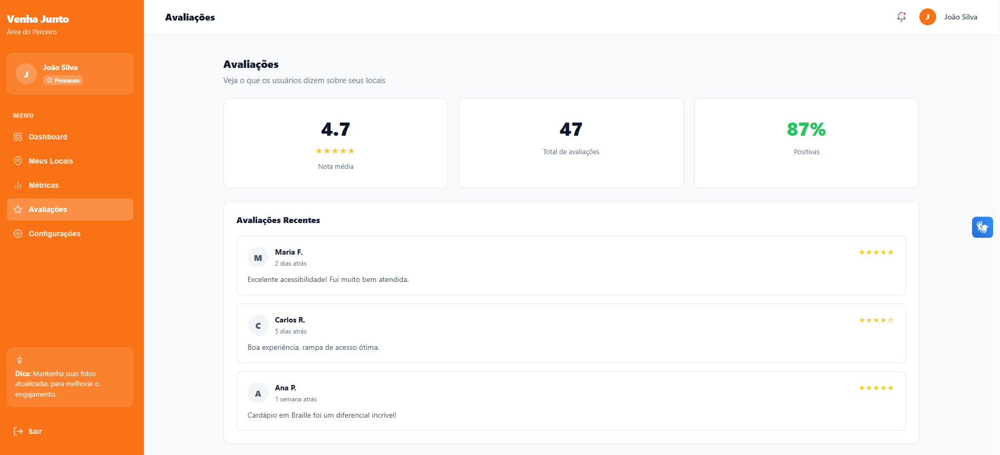 Venha Junto
Área do Parceiro
J
João Silva
Premium
MENU
Dashboard
Meus Locais
Métricas
Avaliações
Configurações
Dica: Mantenha suas fotos
atualizadas para melhorar o
engajamento.
Sair
Avaliações
J
João Silva
Avaliações
Veja o que os usuários dizem sobre seus locais
4.7
★★★★★
Nota média
47
Total de avaliações
87%
Positivas
Avaliações Recentes
M
Maria F.
★★★★★
2 dias atrás
Excelente acessibilidade! Fui muito bem atendida.
C
Carlos R.
★★★★☆
5 dias atrás
Boa experiência, rampa de acesso ótima.
A
Ana P.
★★★★★
1 semana atrás
Cardápio em Braille foi um diferencial incrível!